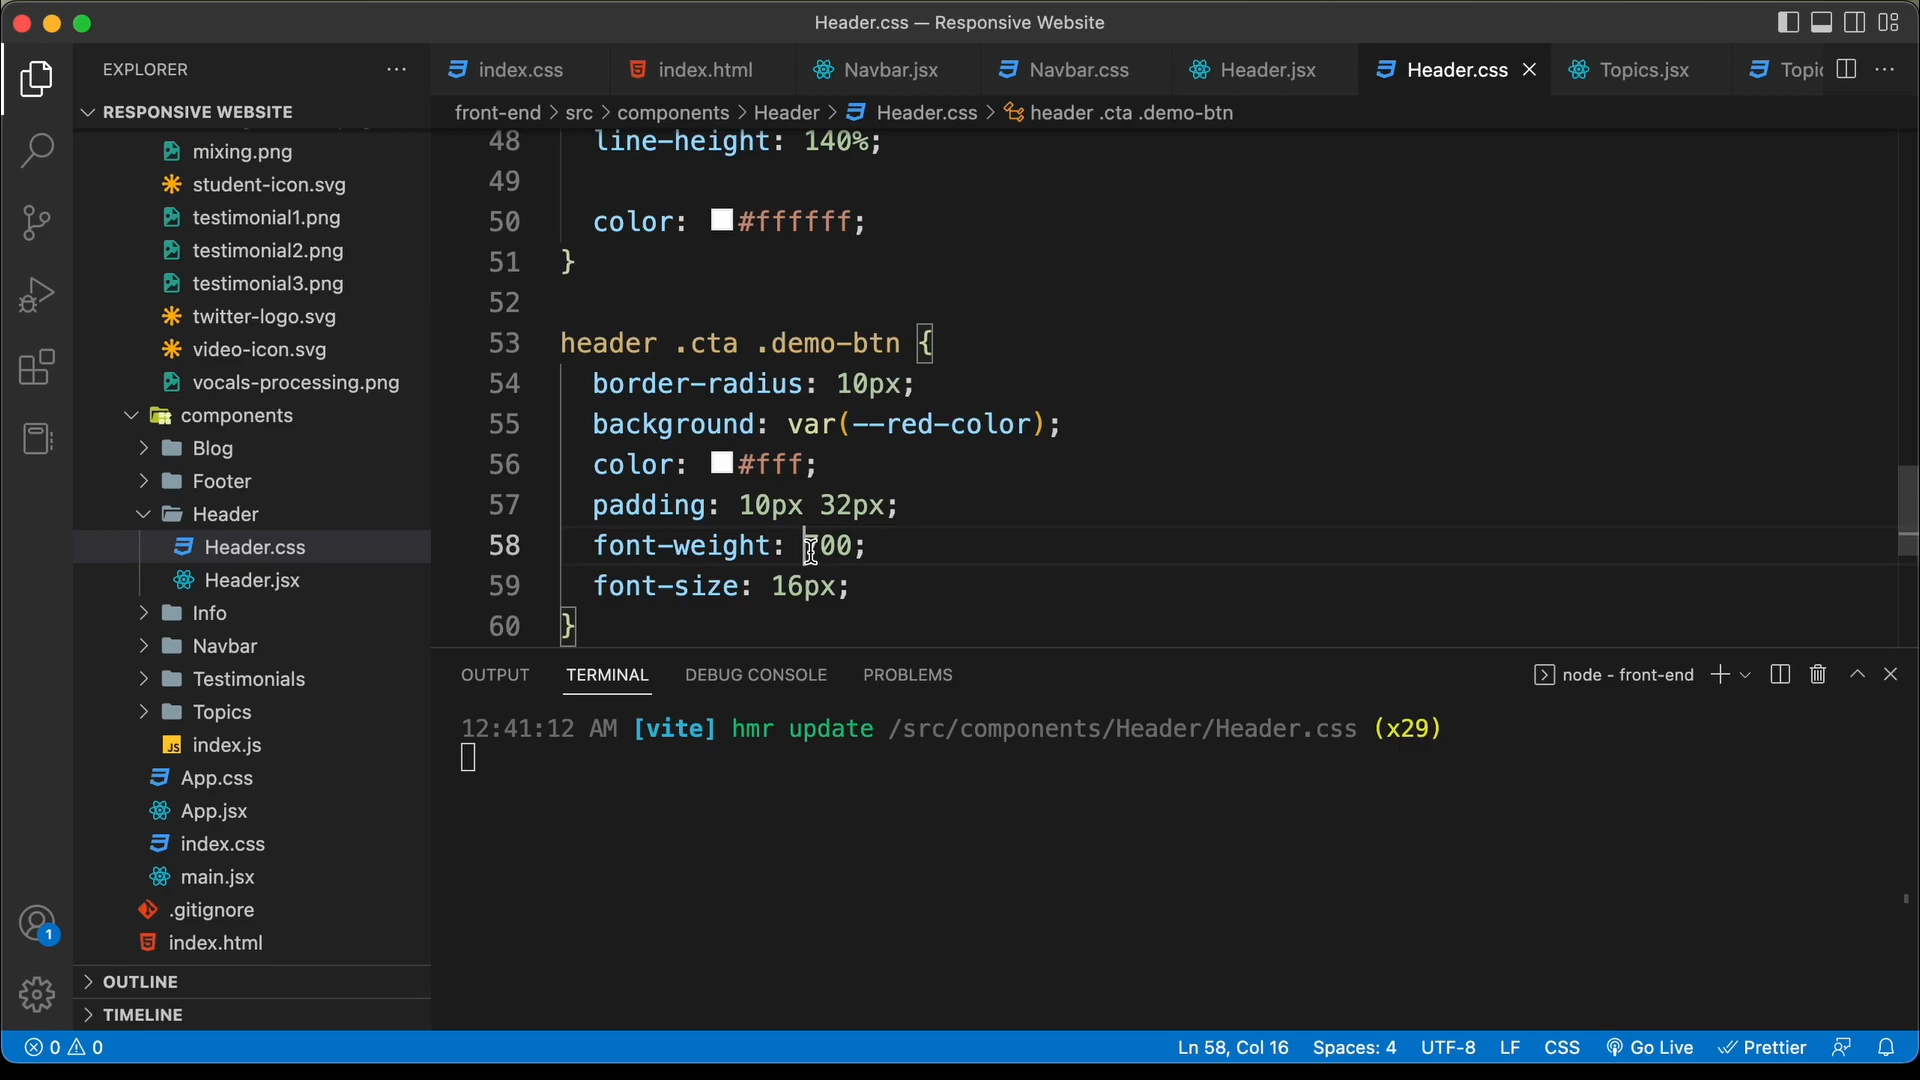 Header.css — Responsive Website
EXPLORER
index.css
index.html
Navbar.jsx
Navbar.css
Header.jsx
Header.css
Topics.jsx
Topic
RESPONSIVE WEBSITE
front-end > src > components > Header > Header.css > header .cta .demo-btn
mixing.png
student-icon.svg
testimonial1.png
testimonial2.png
testimonial3.png
twitter-logo.svg
video-icon.svg
vocals-processing.png
components
Blog
Footer
Header
Header.css
Header.jsx
Info
Navbar
Testimonials
Topics
JS index.js
App.css
App.jsx
index.css
main.jsx
.gitignore
index.html
OUTLINE
TIMELINE
1
48 line-height: 140%;
49
50 color: #ffffff;
51 }
52
53 header .cta .demo-btn {
54 border-radius: 10px;
55 background: var(--red-color);
56 color: #fff;
57 padding: 10px 32px;
58 font-weight: 700;
59 font-size: 16px;
60 }
OUTPUT TERMINAL DEBUG CONSOLE PROBLEMS
node - front-end
12:41:12 AM [vite] hmr update /src/components/Header/Header.css (x29)
0 0
Ln 58, Col 16 Spaces: 4 UTF-8 LF CSS Go Live Prettier